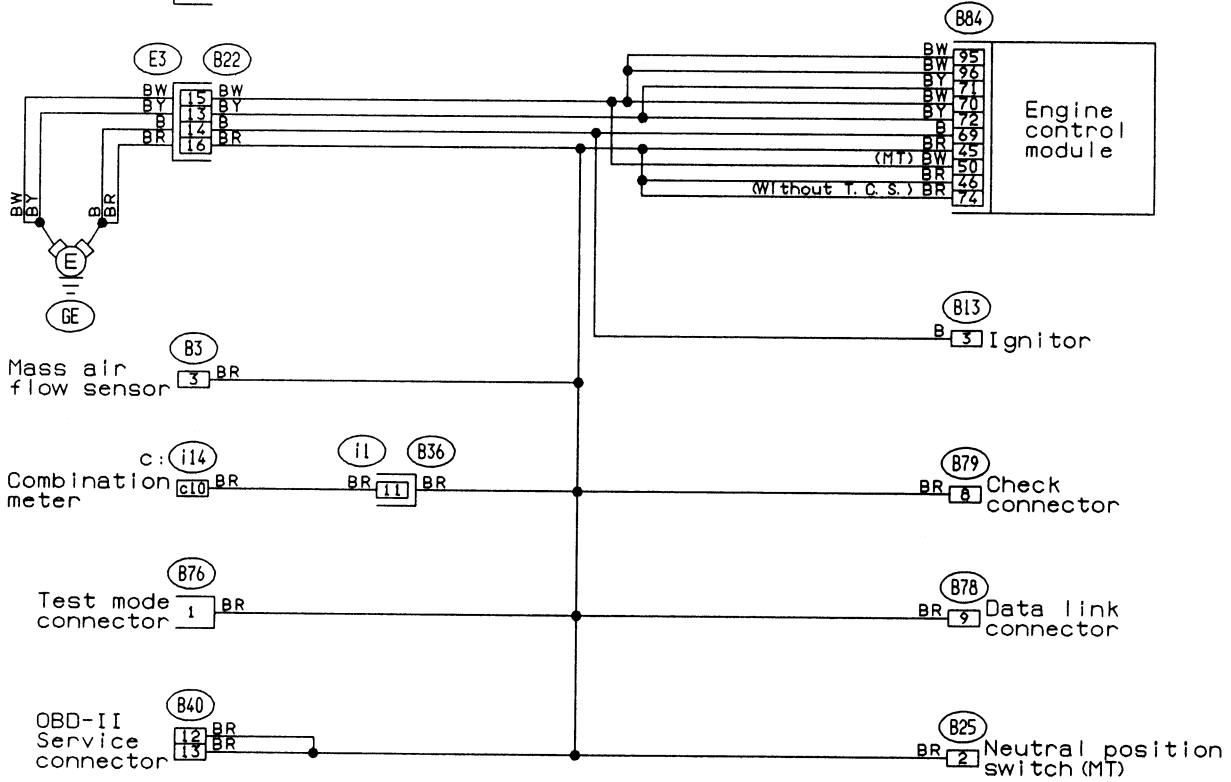 B84
E3 B22
BW 15 BW
BY 13 BY
B 14 B
BR 16 BR
BW 95
BW 96
BY 71
BW 70
BY 72
B 69
BR 45
(MT) BW 50
BR 46
(Without T. C. S.) BR 74
Engine
control
module
BW
BY
B
BR
E
GE
B13
B 3 Ignitor
B3
Mass air
flow sensor 3 BR
c: i14
Combination
meter
c10 BR
i1 B36
BR 11 BR
B79
BR 8 Check
connector
B76
Test mode
connector 1 BR
B78
BR 9 Data link
connector
B40
OBD-II
Service
connector
12 BR
13 BR
B25
BR 2 Neutral position
switch (MT)